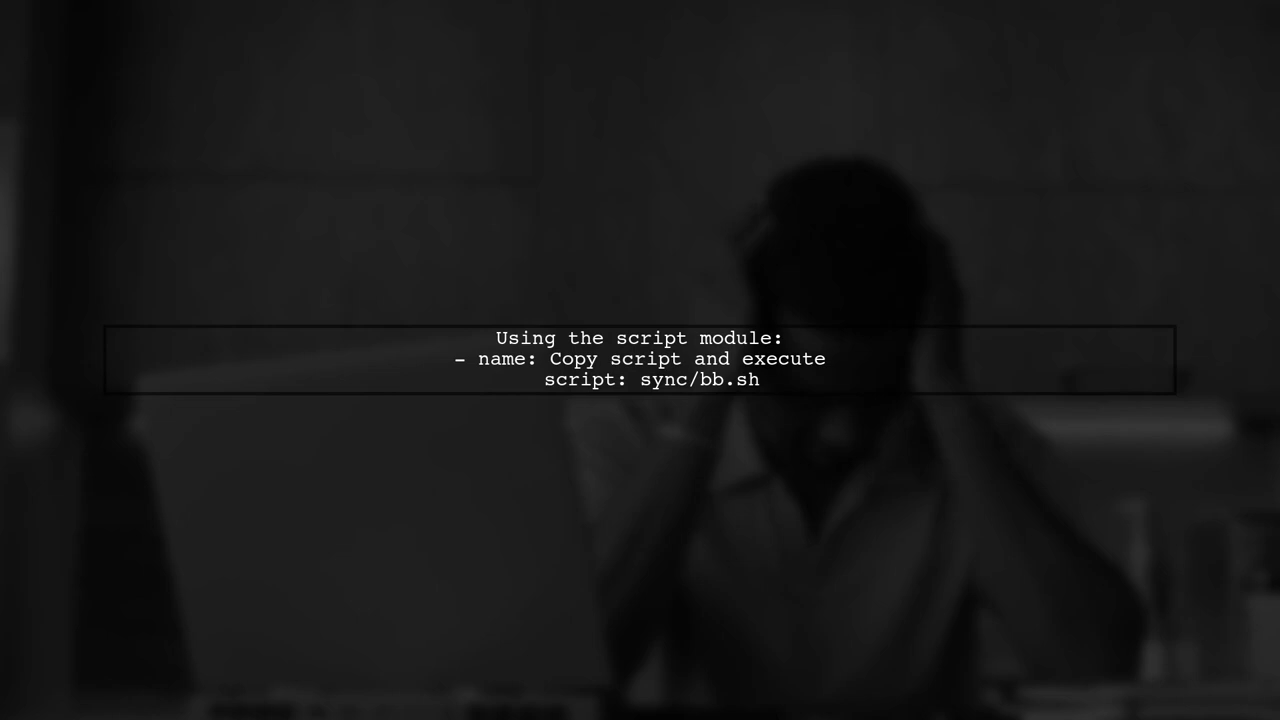 Using the script module:
- name: Copy script and execute
script: sync/bb.sh